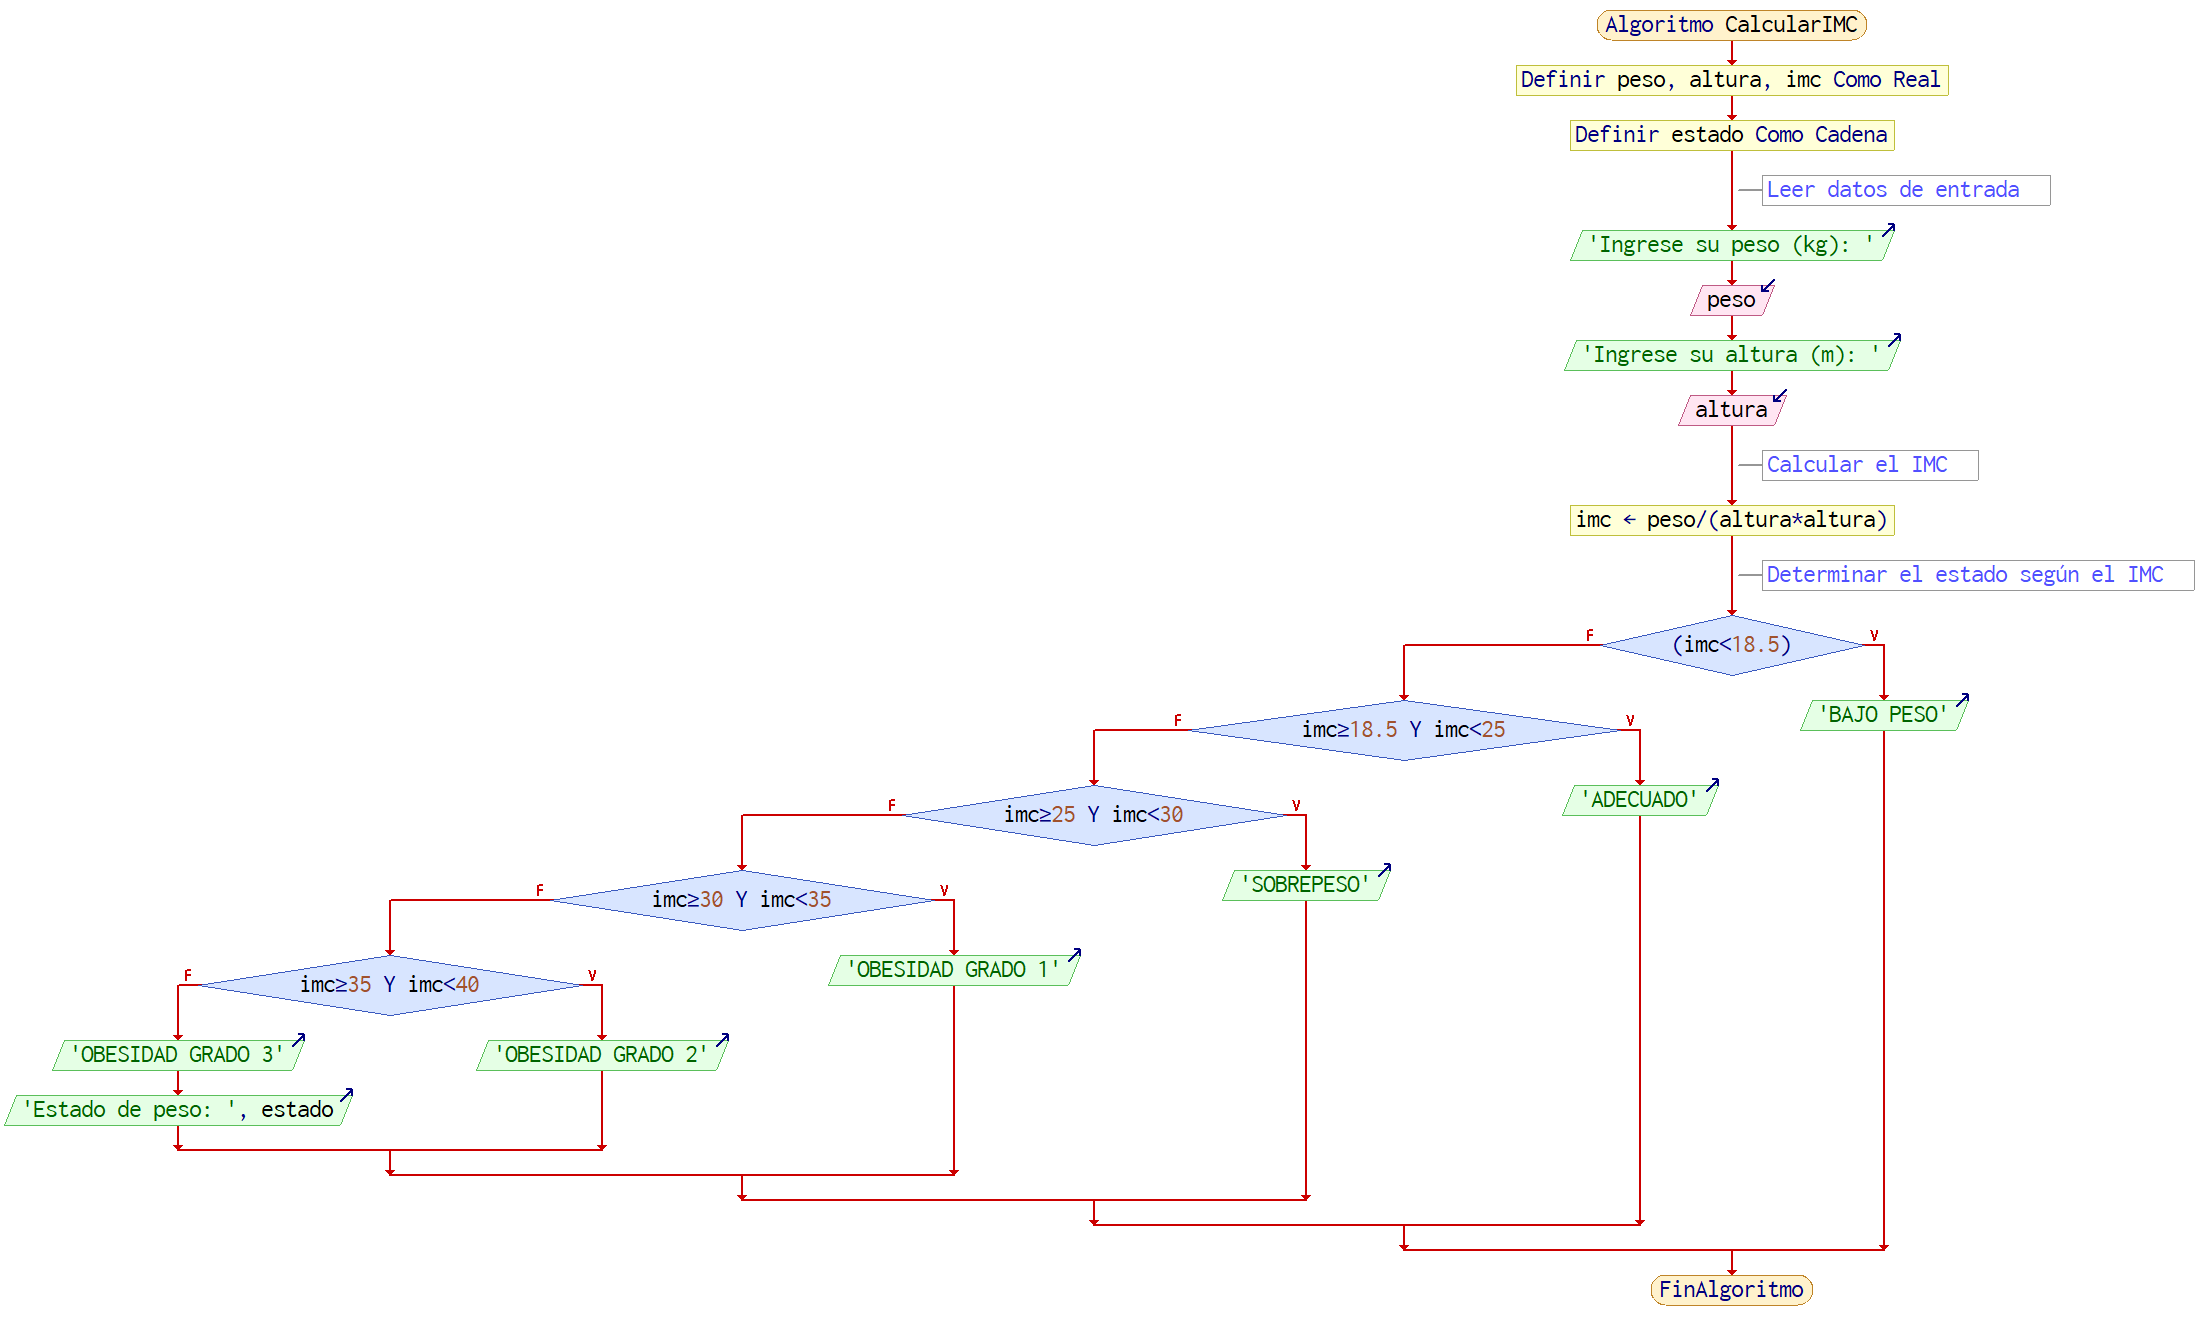 Algoritmo CalcularIMC
Definir peso, altura, imc Como Real
Definir estado Como Cadena
Leer datos de entrada
'Ingrese su peso (kg): '
peso
'Ingrese su altura (m): '
altura
Calcular el IMC
imc ← peso/(altura*altura)
Determinar el estado según el IMC
F
(imc<18.5)
V
F
imc≥18.5 Y imc<25
V
'BAJO PESO'
F
imc≥25 Y imc<30
V
'ADECUADO'
F
imc≥30 Y imc<35
V
'SOBREPESO'
F
imc≥35 Y imc<40
V
'OBESIDAD GRADO 1'
'OBESIDAD GRADO 3'
'OBESIDAD GRADO 2'
'Estado de peso: ', estado
FinAlgoritmo